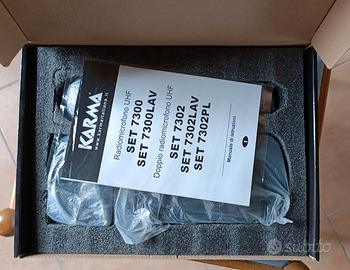 KARMA
www.karmaitaliana.it
Radiomicrofono UHF
SET 7300
SET 7300LAV
Doppio radiomicrofono UHF
SET 7302
SET 7302LAV
SET 7302PL
Manuale di istruzioni
subito